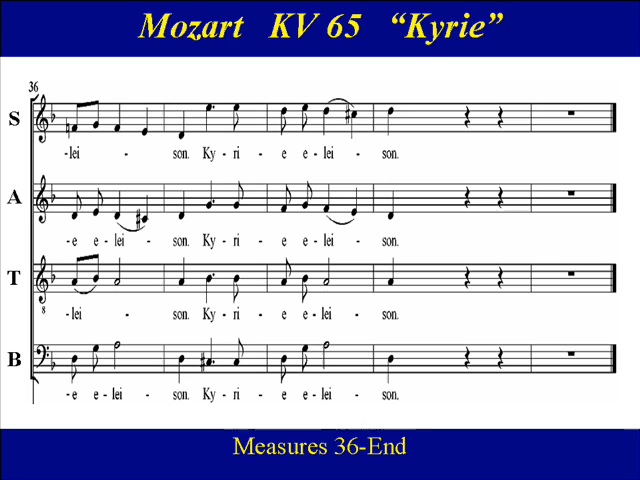 Mozart KV 65 “Kyrie”
36
S
-lei - son. Ky - ri - e e - lei - son.
A
- e e - lei - son. Ky - ri - e e - lei - son.
T
8
- lei - son. Ky - ri - e e - lei - son.
B
- e e - lei - son. Ky - ri - e e - lei - son.
Measures 36-End